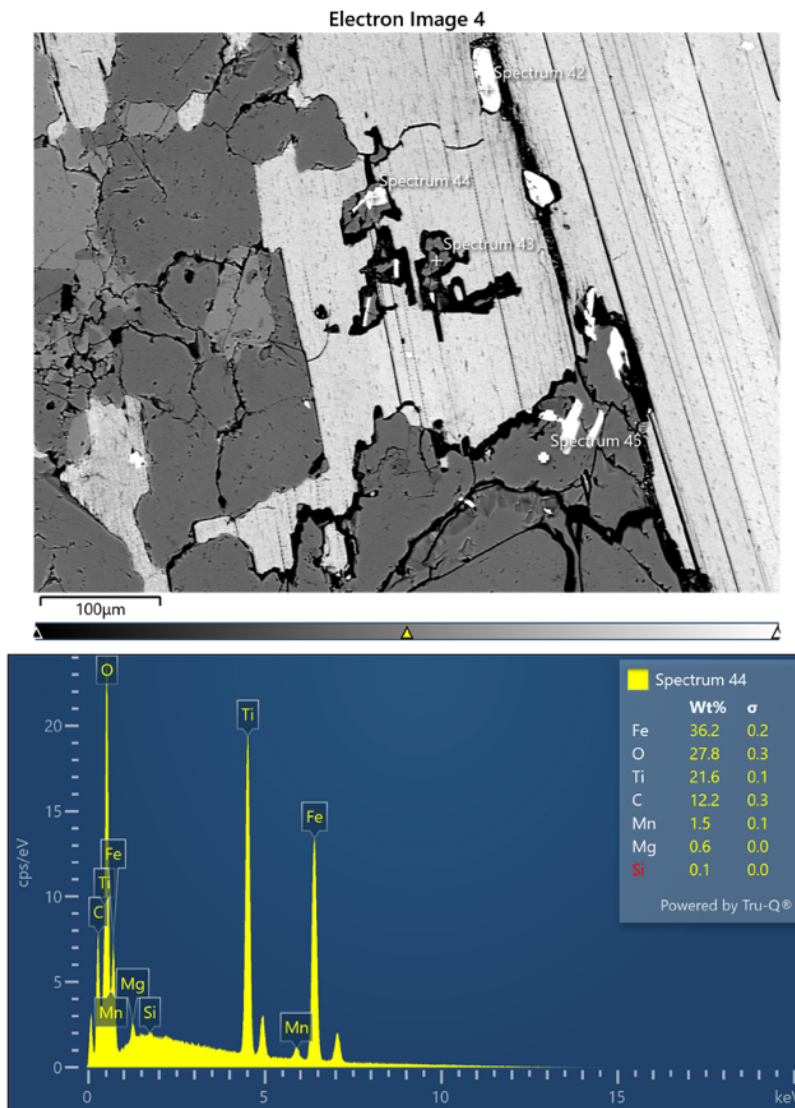 Electron Image 4
Spectrum 42
Spectrum 44
Spectrum 43
Spectrum 45
100µm
Spectrum 44
Wt% σ
Fe 36.2 0.2
O 27.8 0.3
Ti 21.6 0.1
C 12.2 0.3
Mn 1.5 0.1
Mg 0.6 0.0
Si 0.1 0.0
Powered by Tru-Q®
cps/eV
20
15
10
5
0
O
Ti
Fe
Fe
Ti
C
Mg
Mn
Si
Mn
0 5 10 15 keV